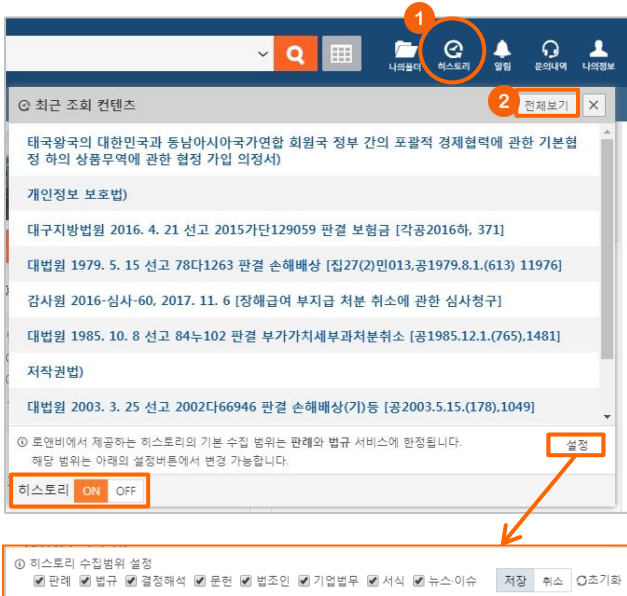 1
나의폴더 히스토리 알림 문의내역 나의정보
최근 조회 컨텐츠 2 전체보기 ×
태국왕국의 대한민국과 동남아시아국가연합 회원국 정부 간의 포괄적 경제협력에 관한 기본협
정 하의 상품무역에 관한 협정 가입 의정서)
개인정보 보호법)
대구지방법원 2016. 4. 21 선고 2015가단129059 판결 보험금 [각공2016하, 371]
대법원 1979. 5. 15 선고 78다1263 판결 손해배상 [집27(2)민013,공1979.8.1.(613) 11976]
감사원 2016-심사-60, 2017. 11. 6 [장해급여 부지급 처분 취소에 관한 심사청구]
대법원 1985. 10. 8 선고 84누102 판결 부가가치세부과처분취소 [공1985.12.1.(765),1481]
저작권법)
대법원 2003. 3. 25 선고 2002다66946 판결 손해배상(기)등 [공2003.5.15.(178),1049]
로앤비에서 제공하는 히스토리의 기본 수집 범위는 판례와 법규 서비스에 한정됩니다.
해당 범위는 아래의 설정버튼에서 변경 가능합니다.
설정
히스토리 ON OFF
히스토리 수집범위 설정
판례 법규 결정해석 문헌 법조인 기업법무 서식 뉴스·이슈 저장 취소 초기화